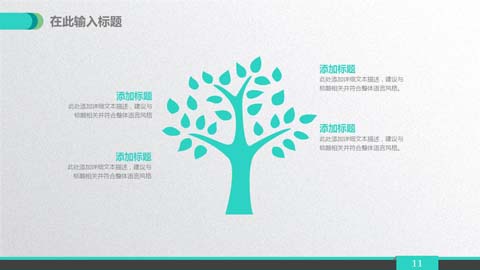 在此输入标题
添加标题
此处添加详细文本描述，建议与
标题相关并符合整体语言风格。
添加标题
此处添加详细文本描述，建议与
标题相关并符合整体语言风格
添加标题
此处添加详细文本描述，建议与
标题相关并符合整体语言风格。
添加标题
此处添加详细文本描述，建议与
标题相关并符合整体语言风格
11